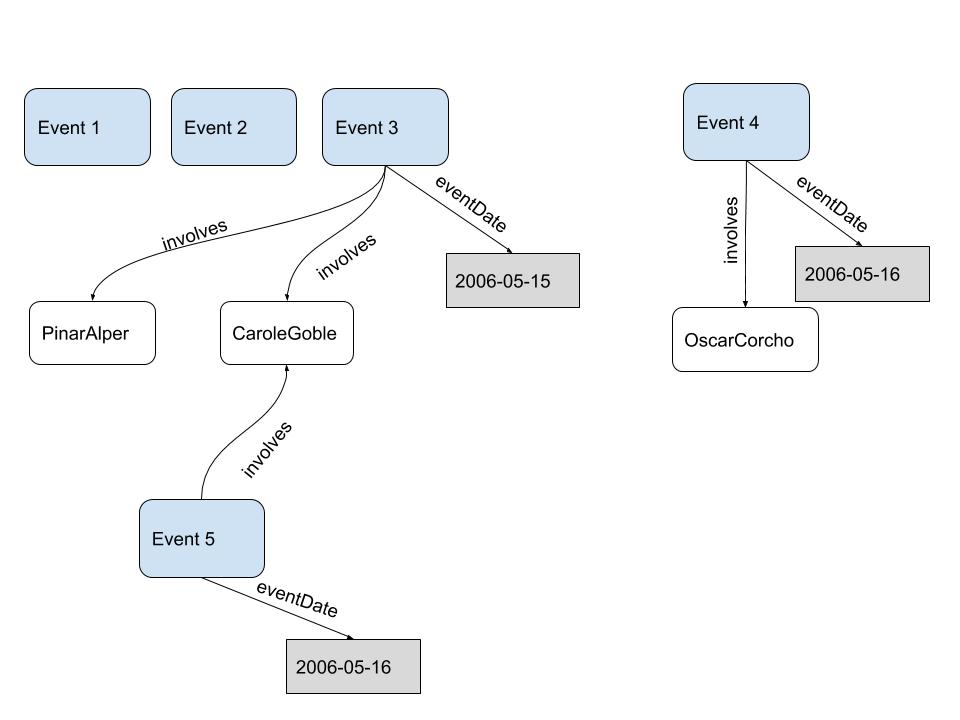 Event 1
Event 2
Event 3
Event 4
eventDate
eventDate
involves
involves
involves
2006-05-15
2006-05-16
PinarAlper
CaroleGoble
OscarCorcho
involves
Event 5
eventDate
2006-05-16